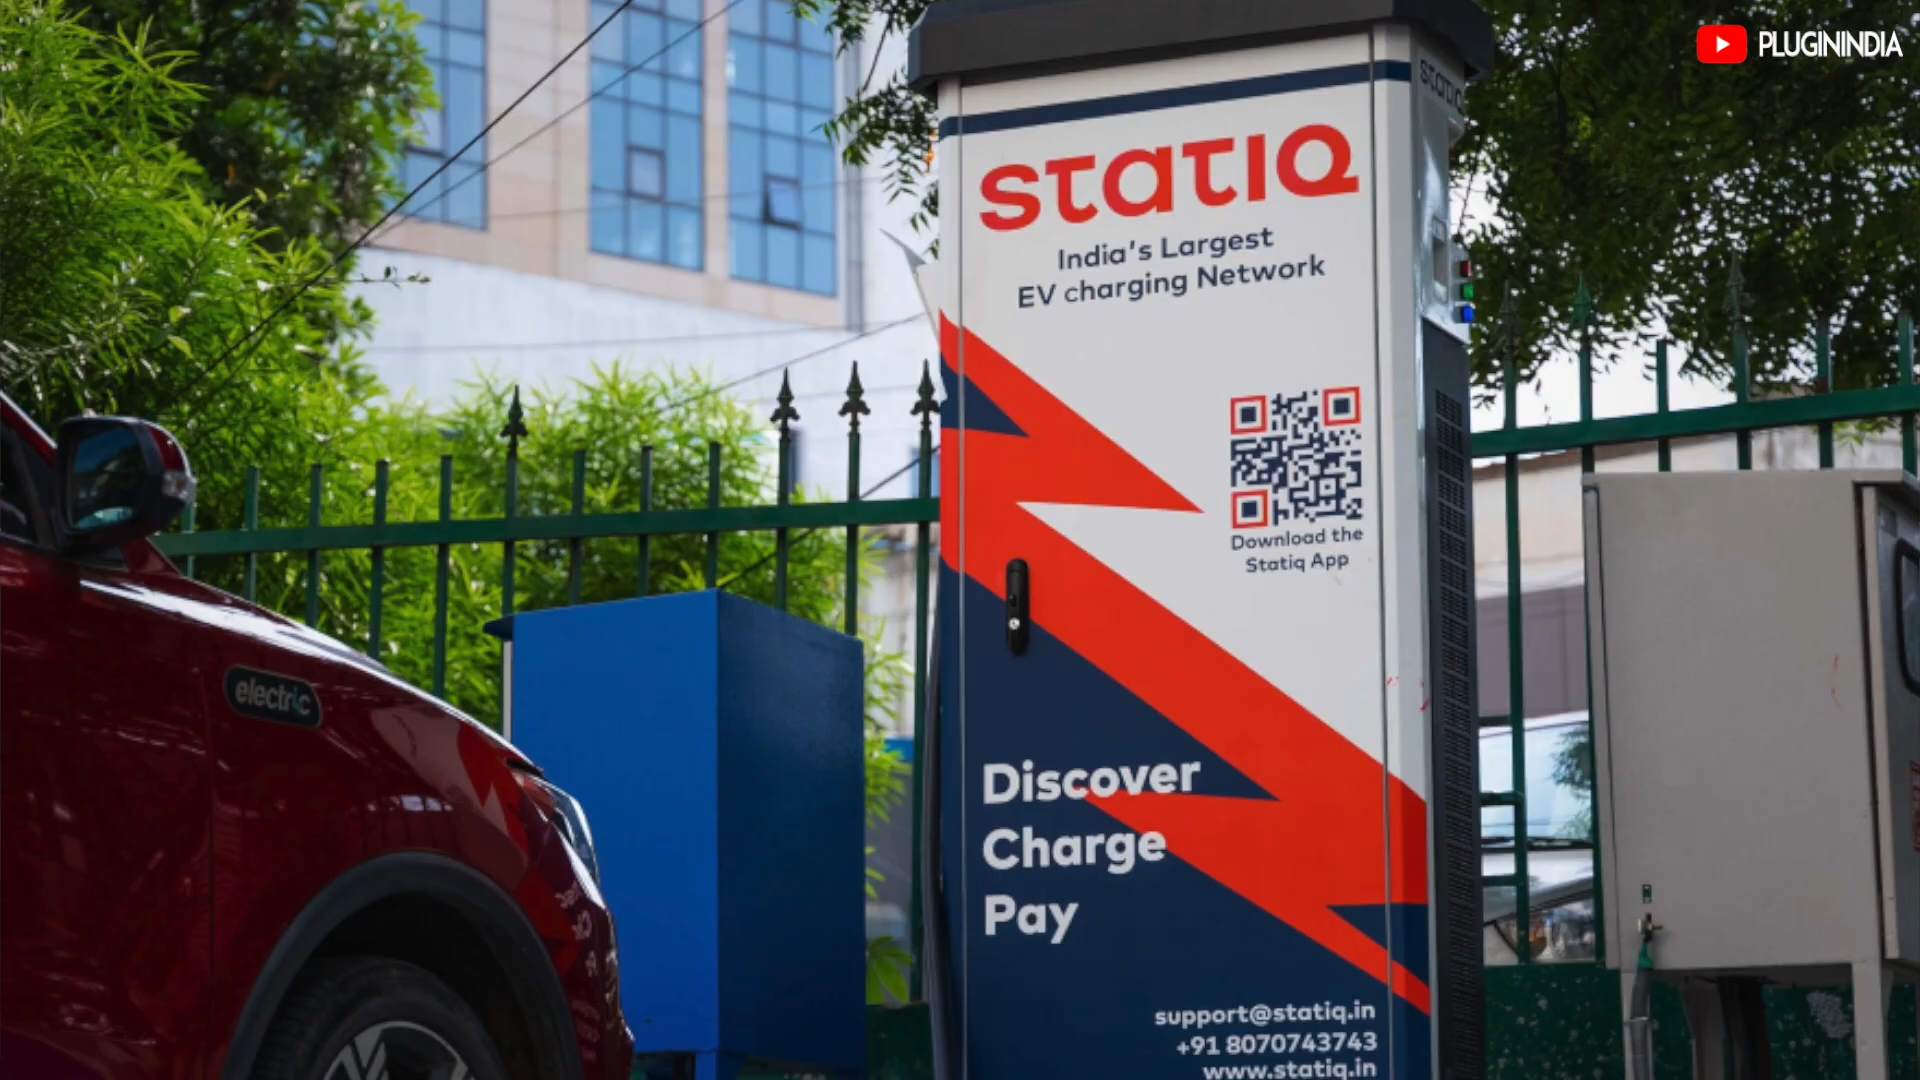 PLUGININDIA
statiq
statiq
India's Largest
EV charging Network
Download the
Statiq App
electric
Discover
Charge
Pay
support@statiq.in
+91 8070743743
www.statiq.in